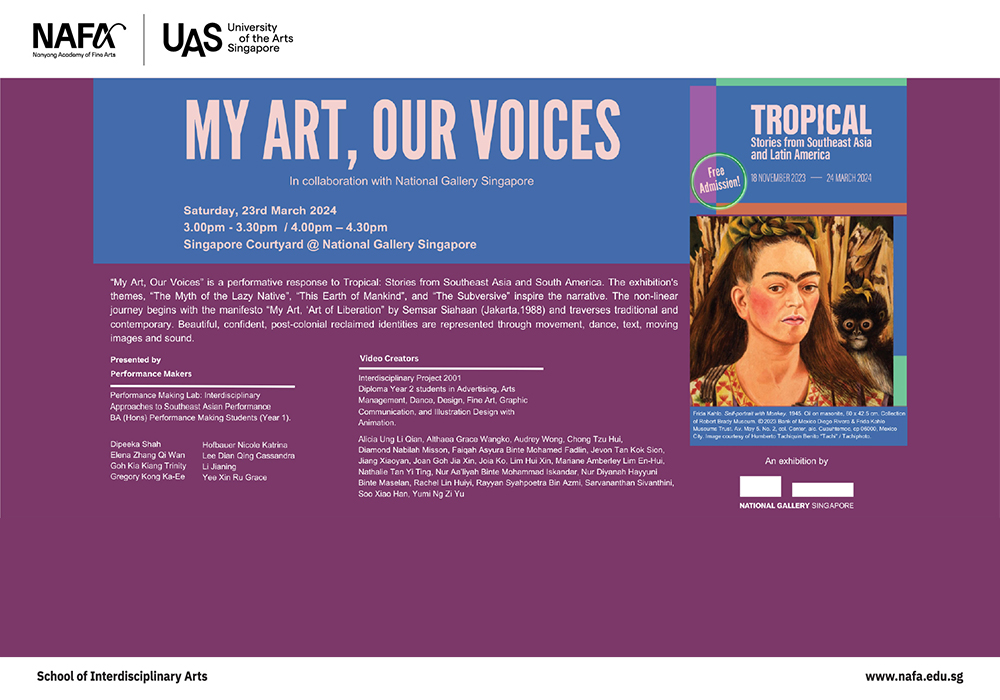 NAFA
Nanyang Academy of Fine Arts
UAS
University
of the Arts
Singapore
MY ART, OUR VOICES
In collaboration with National Gallery Singapore
Saturday, 23rd March 2024
3.00pm - 3.30pm / 4.00pm – 4.30pm
Singapore Courtyard @ National Gallery Singapore
TROPICAL
Stories from Southeast Asia
and Latin America
18 NOVEMBER 2023 — 24 MARCH 2024
Free
Admission!
“My Art, Our Voices” is a performative response to Tropical: Stories from Southeast Asia and South America. The exhibition's
themes, “The Myth of the Lazy Native”, “This Earth of Mankind”, and “The Subversive” inspire the narrative. The non-linear
journey begins with the manifesto “My Art, ‘Art of Liberation” by Semsar Siahaan (Jakarta,1988) and traverses traditional and
contemporary. Beautiful, confident, post-colonial reclaimed identities are represented through movement, dance, text, moving
images and sound.
Presented by
Performance Makers
Performance Making Lab: Interdisciplinary
Approaches to Southeast Asian Performance
BA (Hons) Performance Making Students (Year 1).
Dipeeka Shah
Elena Zhang Qi Wan
Goh Kia Kiang Trinity
Gregory Kong Ka-Ee
Hofbauer Nicole Katrina
Lee Dian Qing Cassandra
Li Jianing
Yee Xin Ru Grace
Video Creators
Interdisciplinary Project 2001
Diploma Year 2 students in Advertising, Arts
Management, Dance, Design, Fine Art, Graphic
Communication, and Illustration Design with
Animation.
Alicia Ung Li Qian, Althaea Grace Wangko, Audrey Wong, Chong Tzu Hui,
Diamond Nabilah Misson, Faiqah Asyura Binte Mohamed Fadlin, Jevon Tan Kok Sion,
Jiang Xiaoyan, Joan Goh Jia Xin, Joia Ko, Lim Hui Xin, Mariane Amberley Lim En-Hui,
Nathalie Tan Yi Ting, Nur Aa'liyah Binte Mohammad Iskandar, Nur Diyanah Hayyuni
Binte Maselan, Rachel Lin Huiyi, Rayyan Syahpoetra Bin Azmi, Sarvananthan Sivanthini,
Soo Xiao Han, Yumi Ng Zi Yu
Frida Kahlo. Self-portrait with Monkey. 1945. Oil on masonite, 60 x 42.5 cm. Collection
of Robert Brady Museum. ©2023 Bank of Mexico Diego Rivera & Frida Kahlo
Museums Trust. Av. May 5. No. 2, col. Center, alc. Cuauhtemoc, cp 06000, Mexico
City. Image courtesy of Humberto Tachiquin Benito “Tachi” / Tachiphoto.
An exhibition by
NATIONAL GALLERY SINGAPORE
School of Interdisciplinary Arts
www.nafa.edu.sg